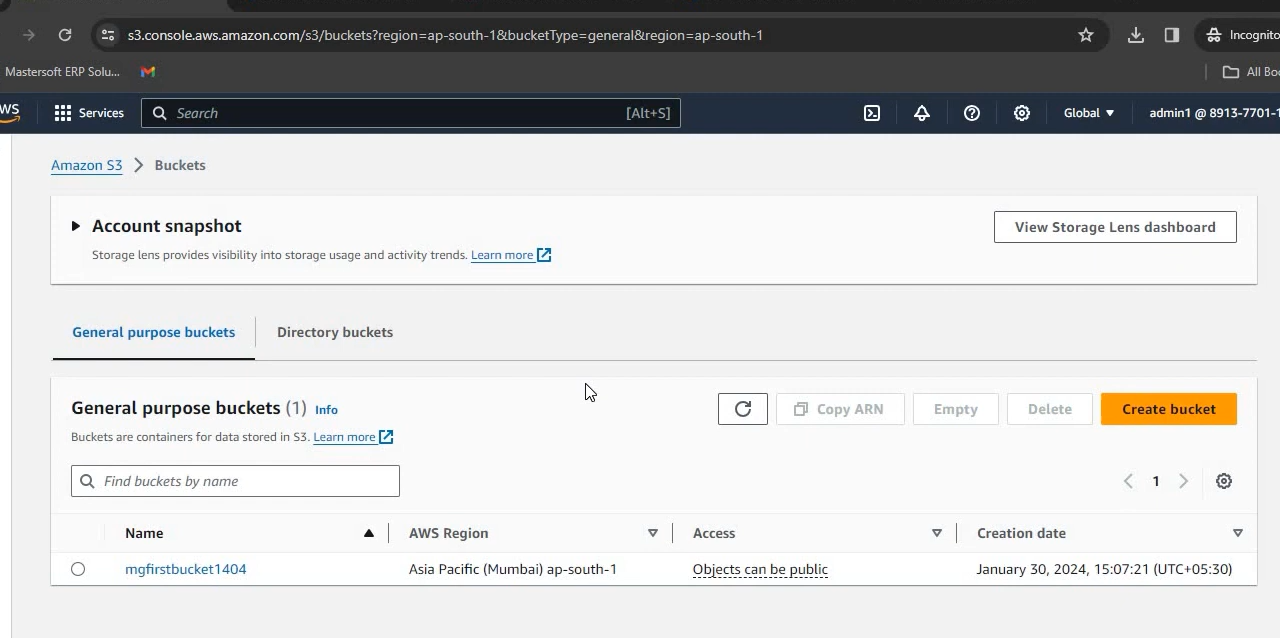 s3.console.aws.amazon.com/s3/buckets?region=ap-south-1&bucketType=general&region=ap-south-1
Incognito
Mastersoft ERP Solu...
All Boo
Services
Search
[Alt+S]
Global
admin1 @ 8913-7701-1
Amazon S3
Buckets
Account snapshot
View Storage Lens dashboard
Storage lens provides visibility into storage usage and activity trends. Learn more
General purpose buckets
Directory buckets
General purpose buckets (1) Info
Copy ARN
Empty
Delete
Create bucket
Buckets are containers for data stored in S3. Learn more
Find buckets by name
1
Name
AWS Region
Access
Creation date
mgfirstbucket1404
Asia Pacific (Mumbai) ap-south-1
Objects can be public
January 30, 2024, 15:07:21 (UTC+05:30)